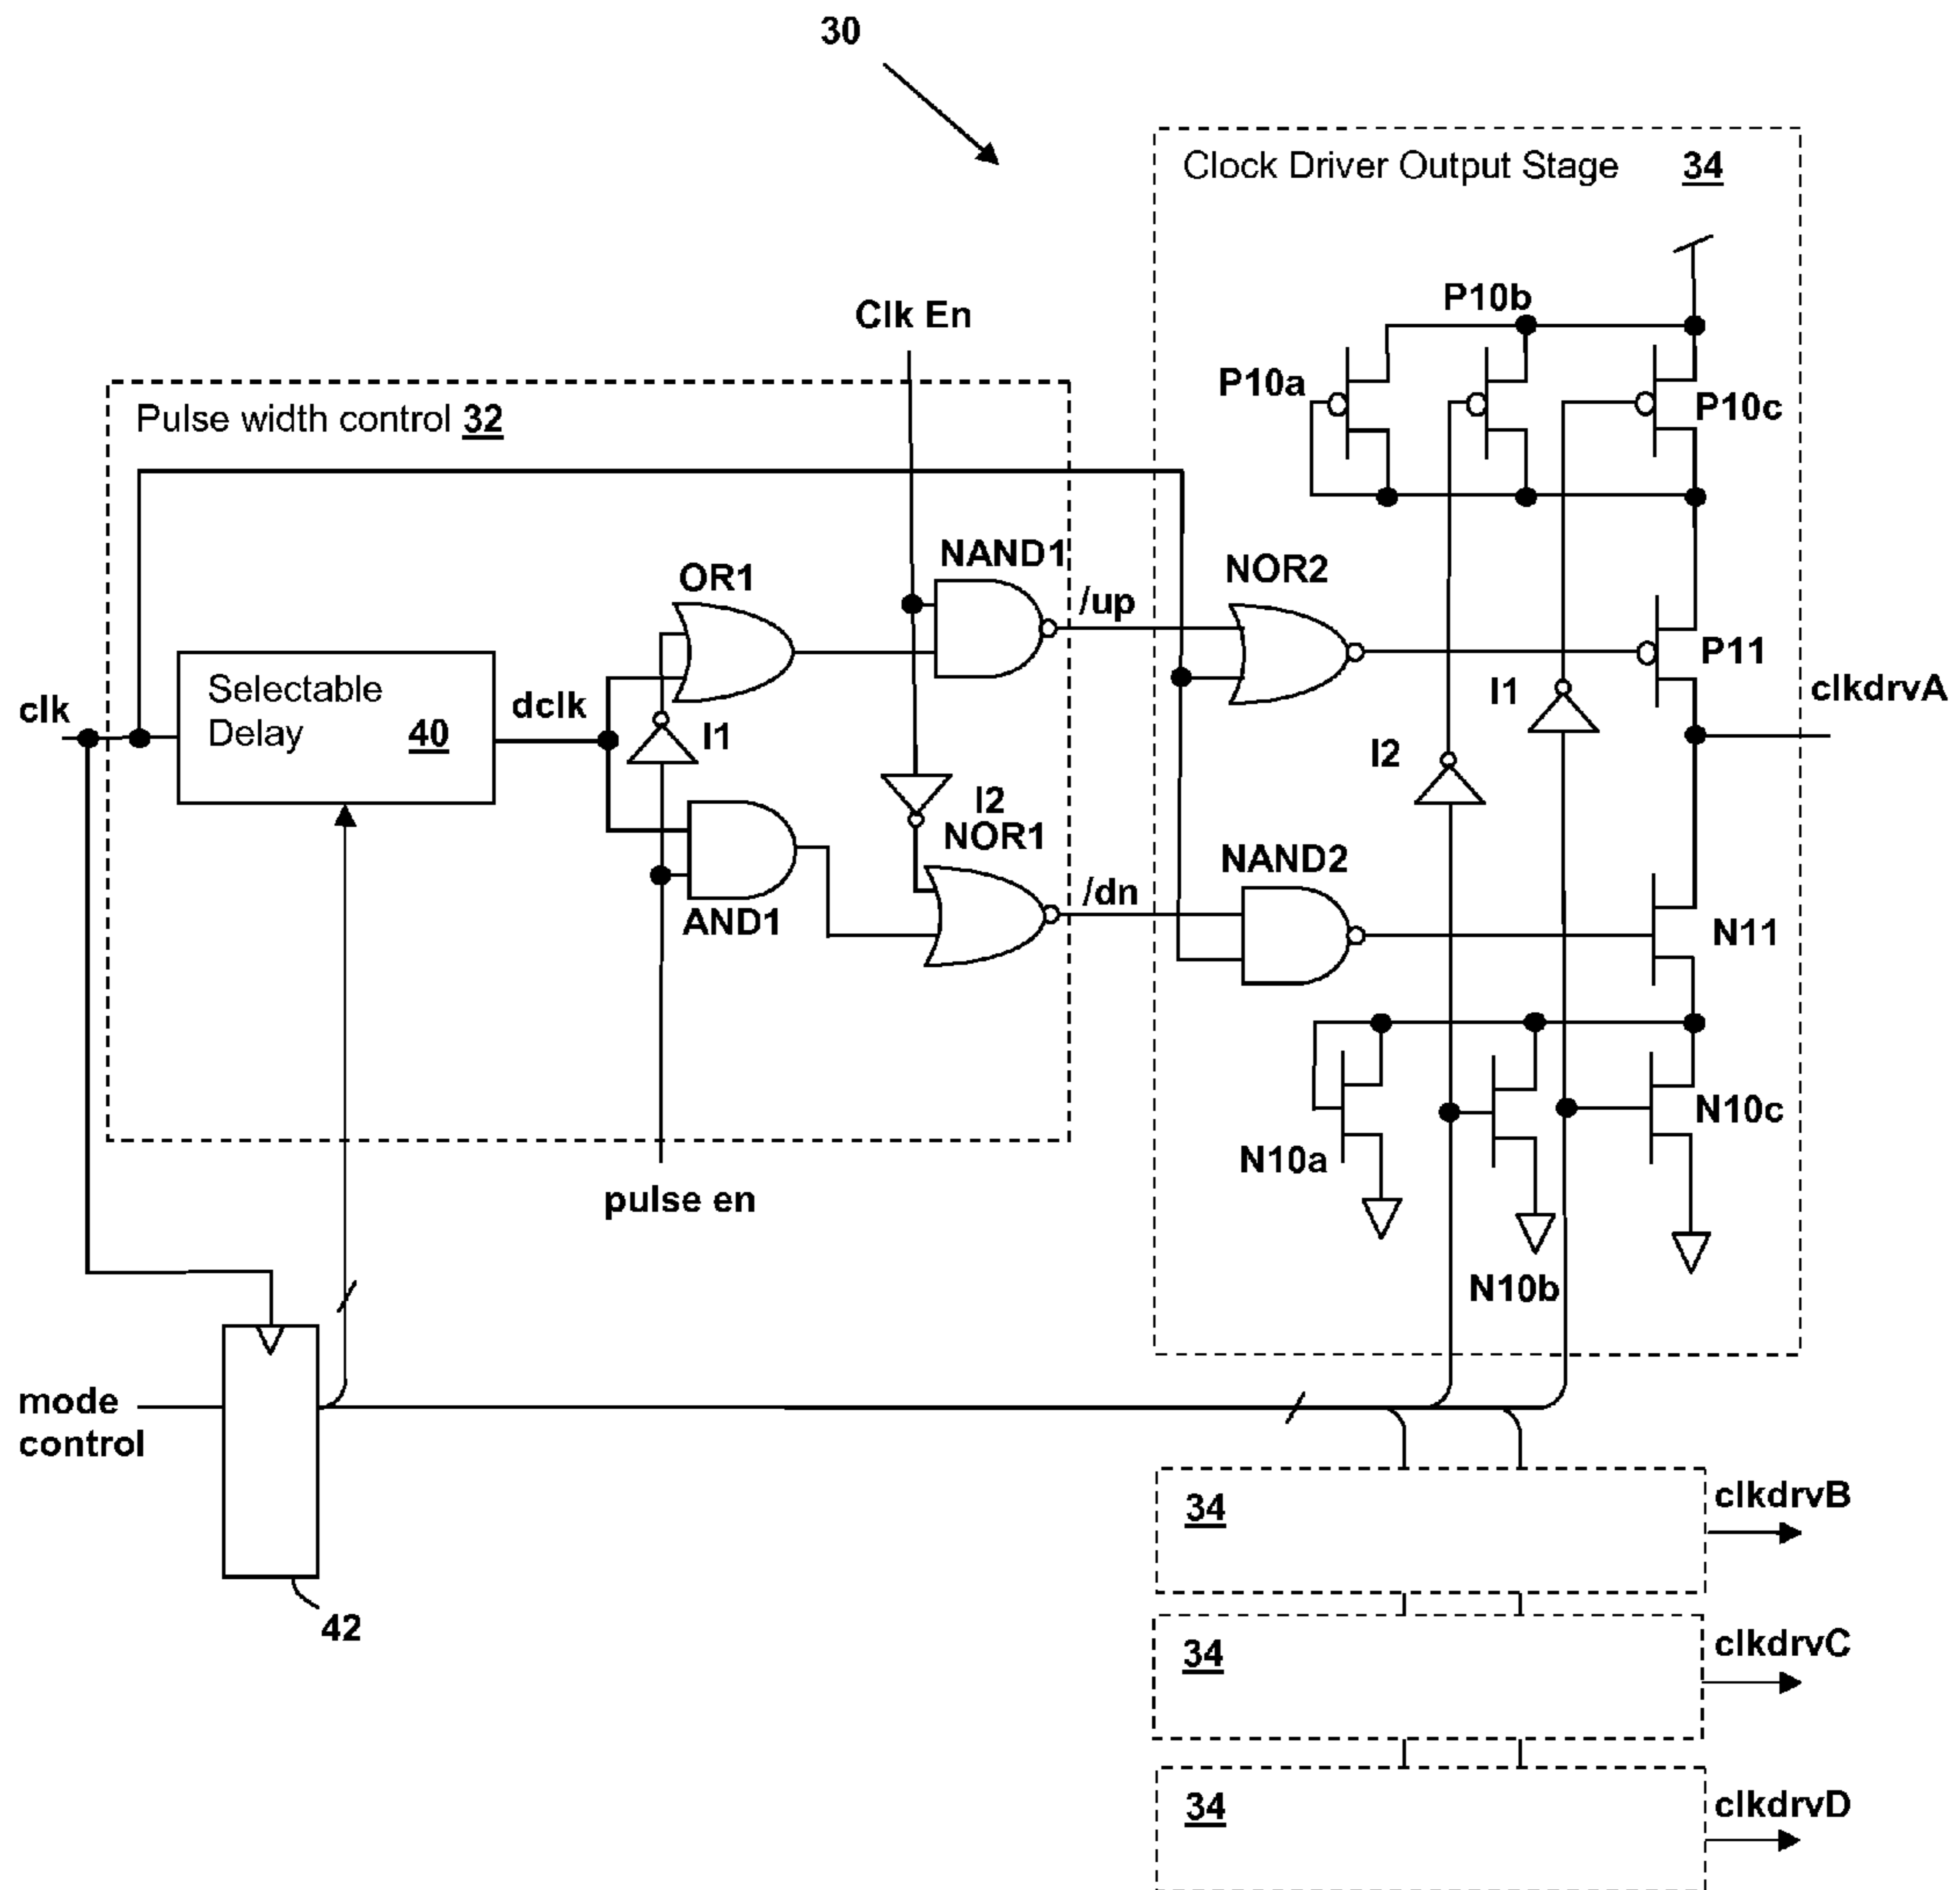 30
Clock Driver Output Stage 34
P10b
Clk En
P10a
P10c
Pulse width control 32
NAND1
OR1
/up
NOR2
P11
Selectable
Delay 40
clk
dclk
I1
I1
clkdrvA
I2
I2
NOR1
NAND2
/dn
AND1
N11
N10c
N10a
pulse en
N10b
mode
control
34
clkdrvB
42
34
clkdrvC
34
clkdrvD